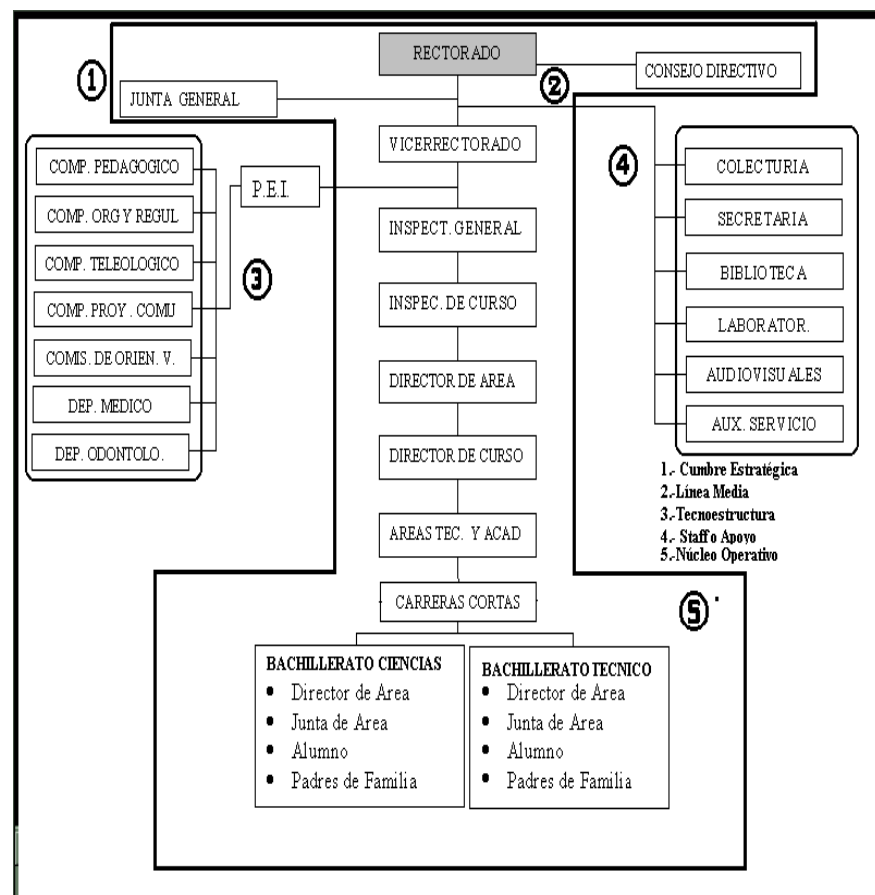 RECTORADO
CONSEJO DIRECTIVO
1
2
JUNTA GENERAL
VICERRECTORADO
4
COMP. PEDAGOGICO
COMP. ORG Y REGUL
COMP. TELEOLOGICO
COMP. PROY. COMU
COMIS. DE ORIEN. V.
DEP. MEDICO
DEP. ODONTOLO.
P.E.I.
3
INSPECT. GENERAL
INSPEC. DE CURSO
DIRECTOR DE AREA
DIRECTOR DE CURSO
AREAS TEC. Y ACAD
CARRERAS CORTAS
COLECTURIA
SECRETARIA
BIBLIOTECA
LABORATOR.
AUDIOVISUALES
AUX. SERVICIO
1.- Cumbre Estratégica
2.-Línea Media
3.-Tecnoestructura
4.- Staff o Apoyo
5.-Núcleo Operativo
5
BACHILLERATO CIENCIAS
• Director de Area
• Junta de Area
• Alumno
• Padres de Familia
BACHILLERATO TECNICO
• Director de Area
• Junta de Area
• Alumno
• Padres de Familia